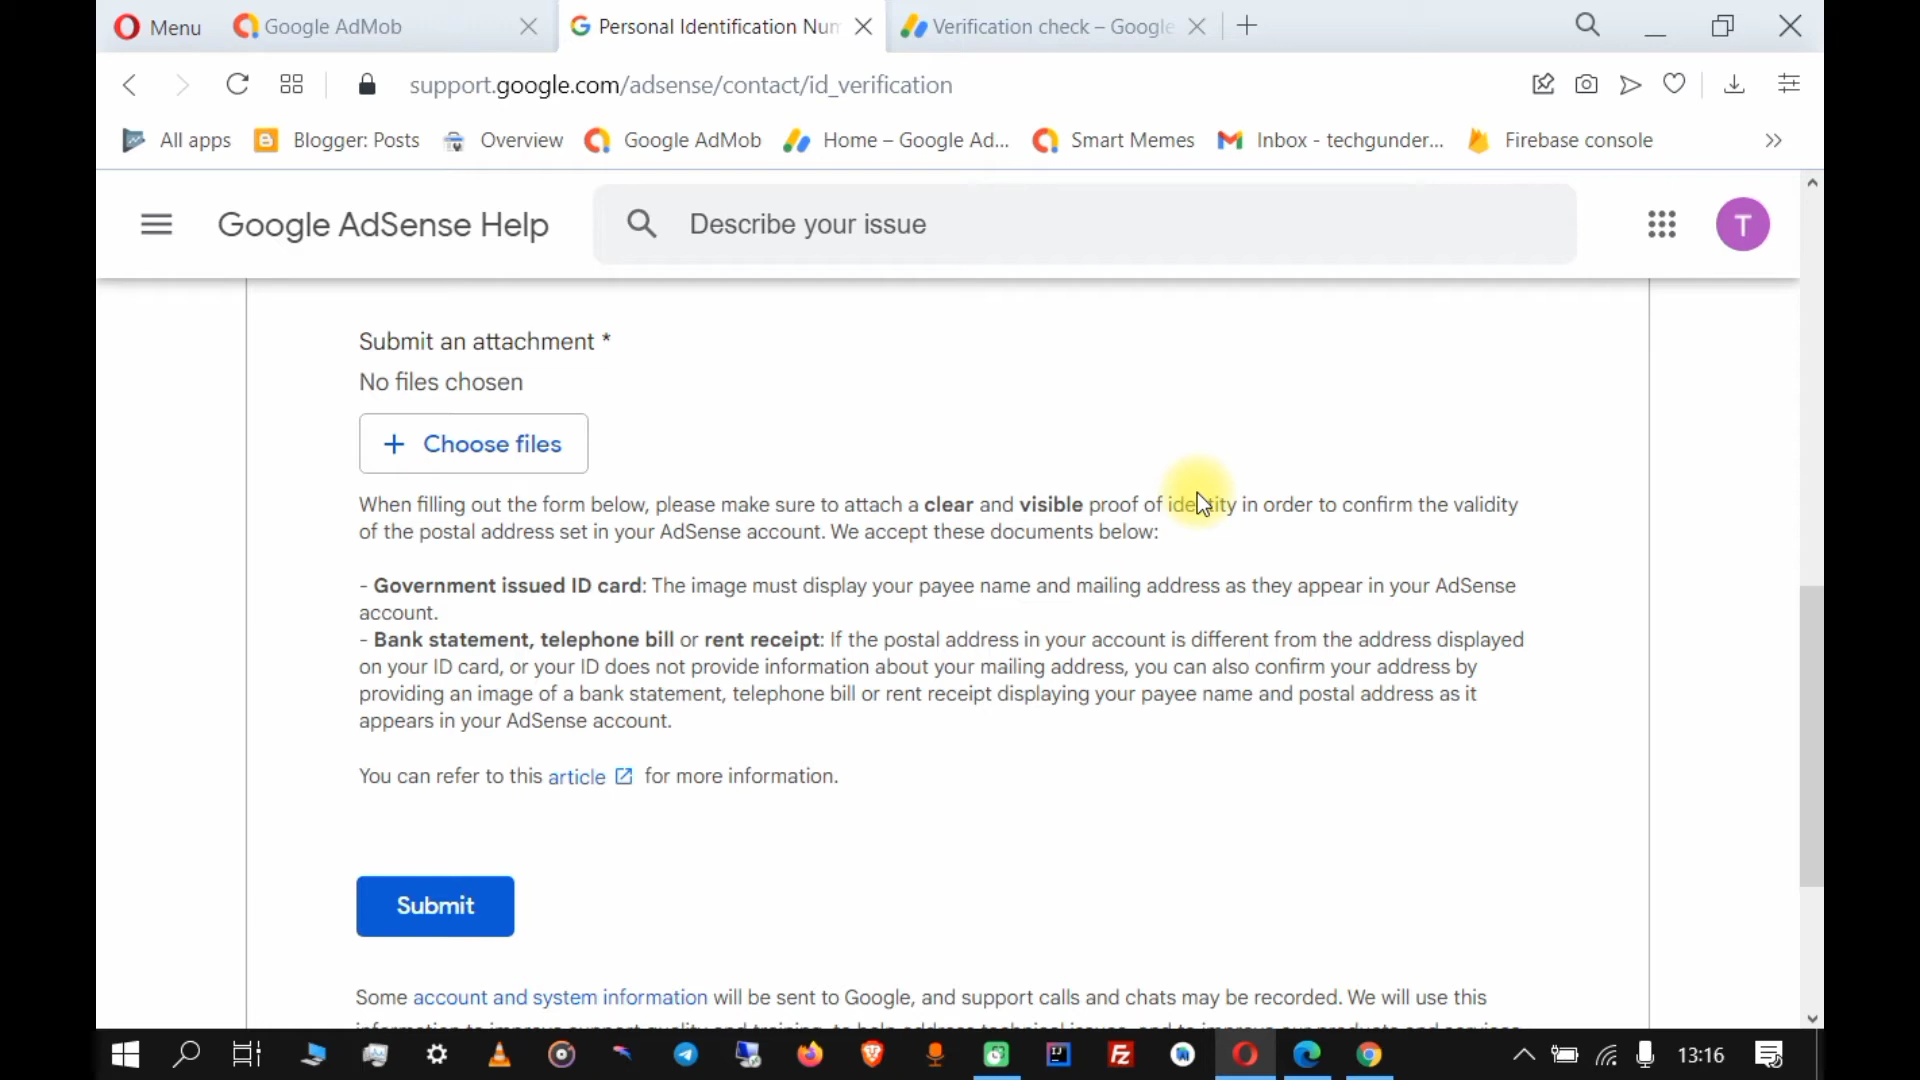 Menu
Google AdMob
Personal Identification Num
Verification check – Google
support.google.com/adsense/contact/id_verification
All apps
Blogger: Posts
Overview
Google AdMob
Home – Google Ad...
Smart Memes
Inbox - techgunder...
Firebase console
Google AdSense Help
Describe your issue
T
Submit an attachment *
No files chosen
+ Choose files
When filling out the form below, please make sure to attach a clear and visible proof of identity in order to confirm the validity
of the postal address set in your AdSense account. We accept these documents below:
- Government issued ID card: The image must display your payee name and mailing address as they appear in your AdSense
account.
- Bank statement, telephone bill or rent receipt: If the postal address in your account is different from the address displayed
on your ID card, or your ID does not provide information about your mailing address, you can also confirm your address by
providing an image of a bank statement, telephone bill or rent receipt displaying your payee name and postal address as it
appears in your AdSense account.
You can refer to this article for more information.
Submit
Some account and system information will be sent to Google, and support calls and chats may be recorded. We will use this
13:16